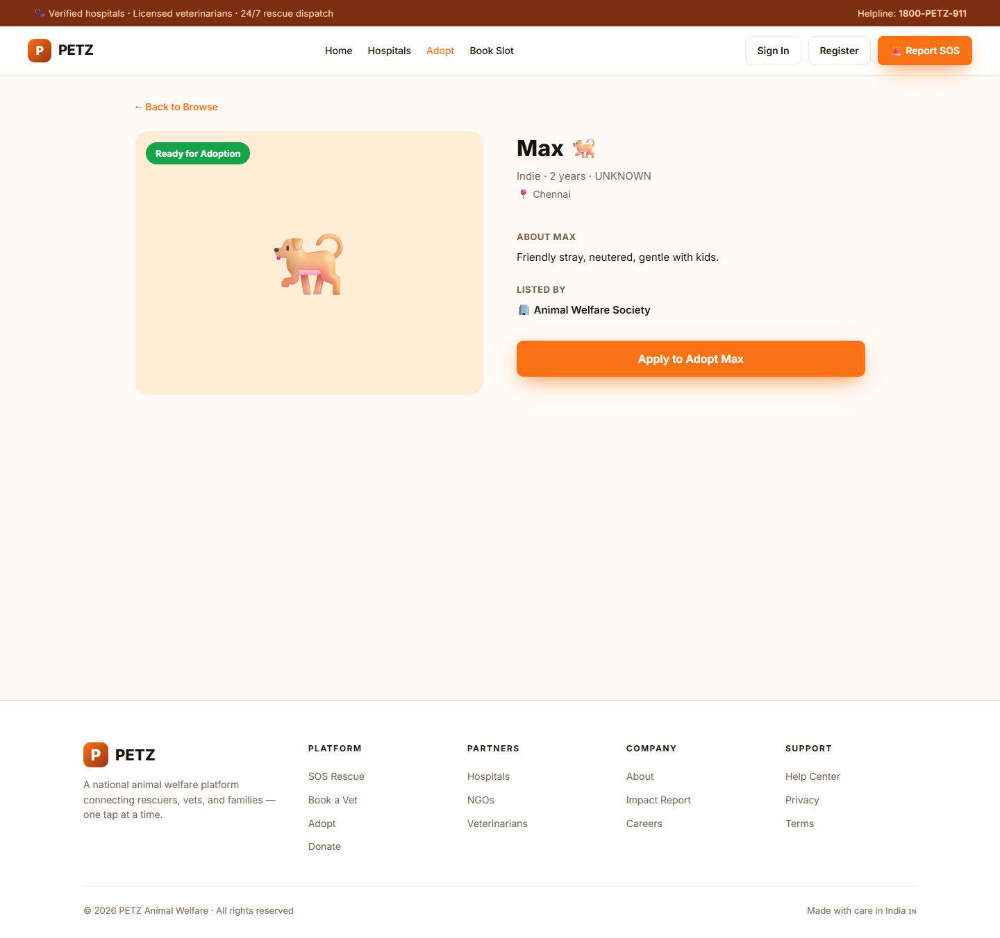 Verified hospitals · Licensed veterinarians · 24/7 rescue dispatch
Helpline: 1800-PETZ-911
P PETZ
Home
Hospitals
Adopt
Book Slot
Sign In
Register
Report SOS
← Back to Browse
Ready for Adoption
Max
Indie · 2 years · UNKNOWN
Chennai
ABOUT MAX
Friendly stray, neutered, gentle with kids.
LISTED BY
Animal Welfare Society
Apply to Adopt Max
P PETZ
A national animal welfare platform
connecting rescuers, vets, and families —
one tap at a time.
PLATFORM
SOS Rescue
Book a Vet
Adopt
Donate
PARTNERS
Hospitals
NGOs
Veterinarians
COMPANY
About
Impact Report
Careers
SUPPORT
Help Center
Privacy
Terms
© 2026 PETZ Animal Welfare · All rights reserved
Made with care in India IN